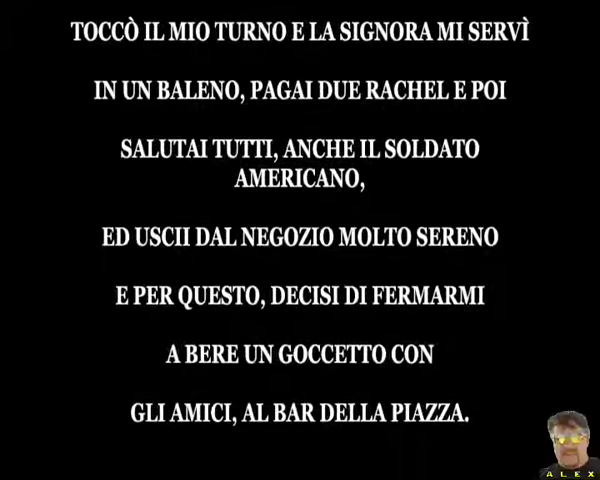 TOCCÒ IL MIO TURNO E LA SIGNORA MI SERVÌ
IN UN BALENO, PAGAI DUE RACHEL E POI
SALUTAI TUTTI, ANCHE IL SOLDATO
AMERICANO,
ED USCII DAL NEGOZIO MOLTO SERENO
E PER QUESTO, DECISI DI FERMARMI
A BERE UN GOCCETTO CON
GLI AMICI, AL BAR DELLA PIAZZA.
ALEX